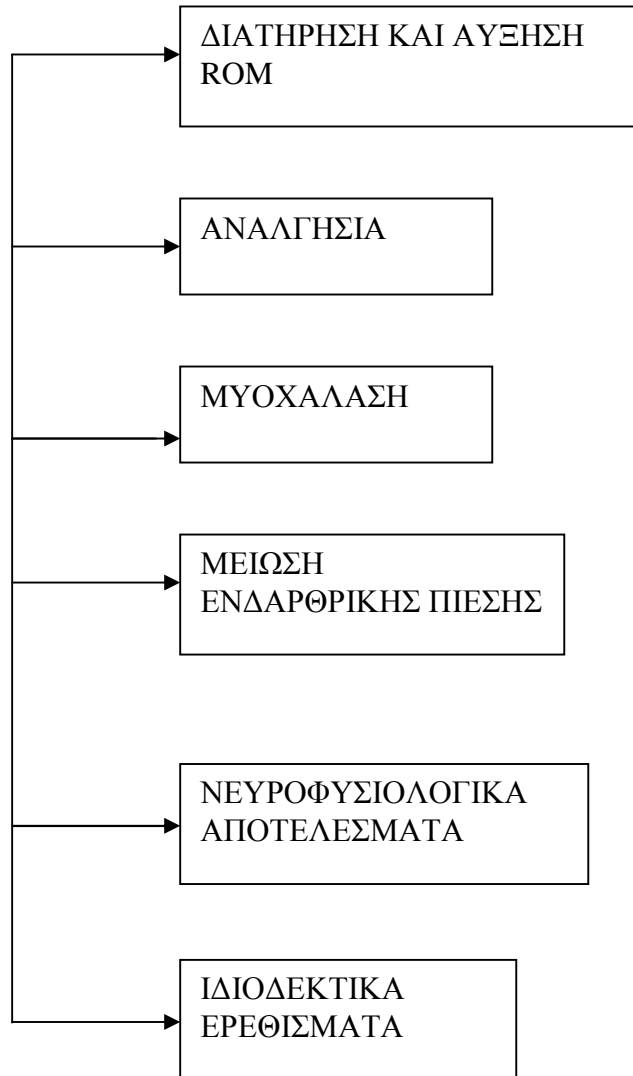 ΔΙΑΤΗΡΗΣΗ ΚΑΙ ΑΥΞΗΣΗ
ROM
ΑΝΑΛΓΗΣΙΑ
ΜΥΟΧΑΛΑΣΗ
ΜΕΙΩΣΗ
ΕΝΔΑΡΘΡΙΚΗΣ ΠΙΕΣΗΣ
ΝΕΥΡΟΦΥΣΙΟΛΟΓΙΚΑ
ΑΠΟΤΕΛΕΣΜΑΤΑ
ΙΔΙΟΔΕΚΤΙΚΑ
ΕΡΕΘΙΣΜΑΤΑ